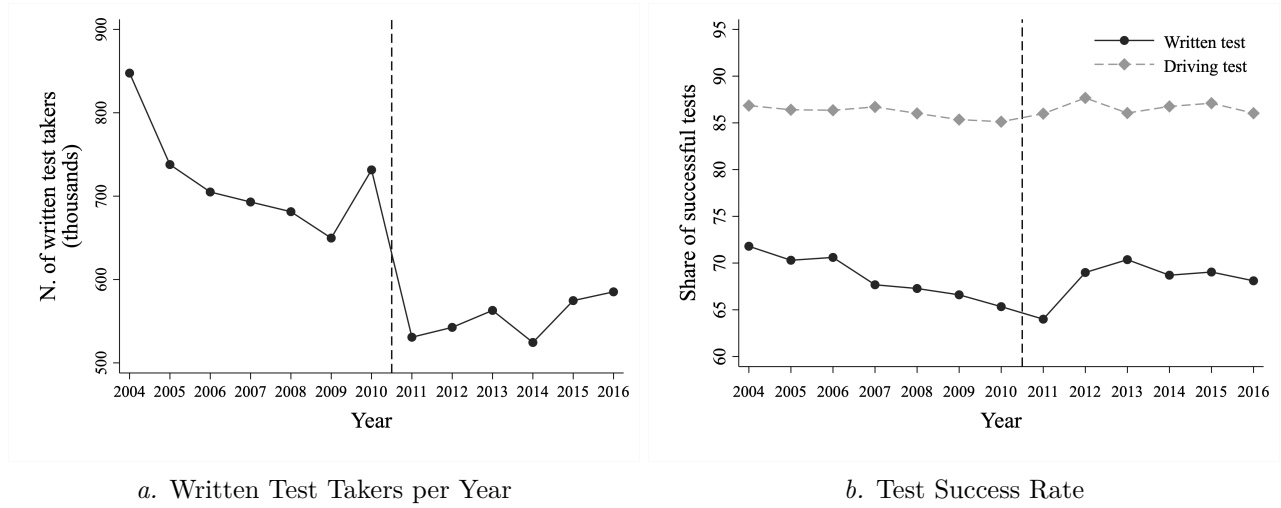 900
800
700
600
500
N. of written test takers
(thousands)
2004 2005 2006 2007 2008 2009 2010 2011 2012 2013 2014 2015 2016
Year
a. Written Test Takers per Year
95
90
85
80
75
70
65
60
Share of successful tests
Written test
Driving test
2004 2005 2006 2007 2008 2009 2010 2011 2012 2013 2014 2015 2016
Year
b. Test Success Rate